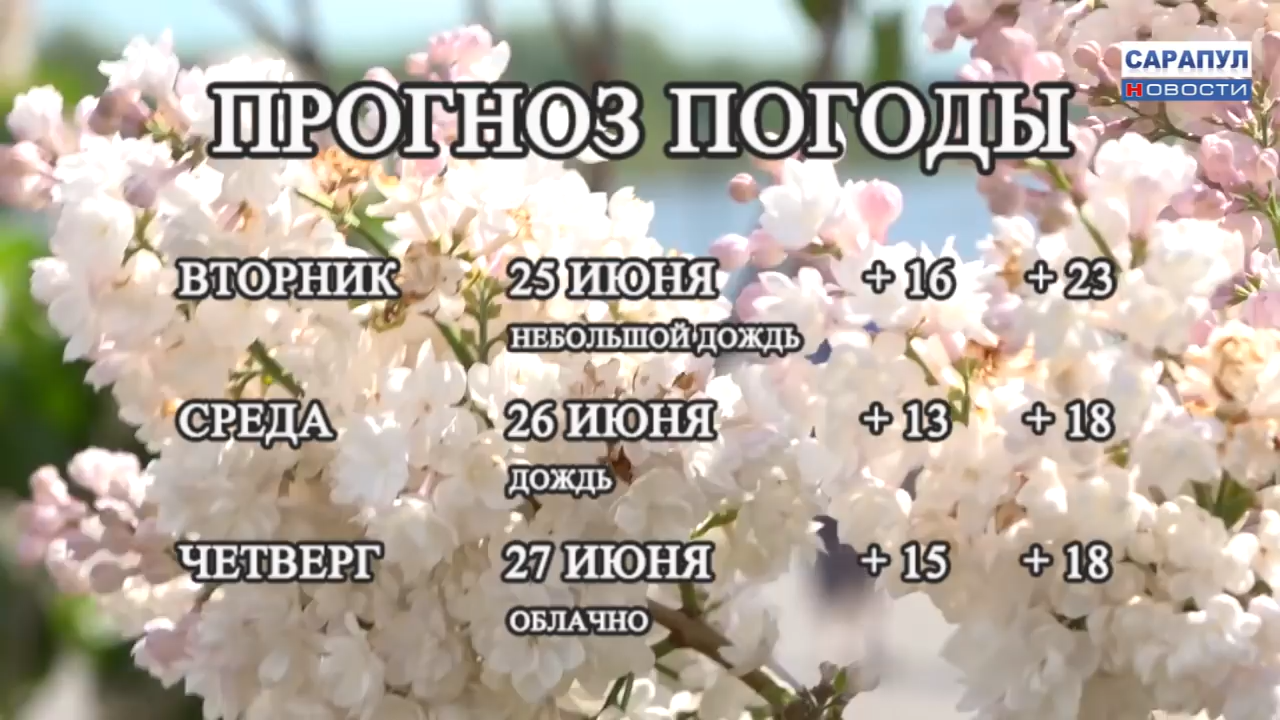 САРАПУЛ
НОВОСТИ
ПРОГНОЗ ПОГОДЫ
ВТОРНИК 25 ИЮНЯ + 16 + 23
НЕБОЛЬШОЙ ДОЖДЬ
СРЕДА 26 ИЮНЯ + 13 + 18
ДОЖДЬ
ЧЕТВЕРГ 27 ИЮНЯ + 15 + 18
ОБЛАЧНО